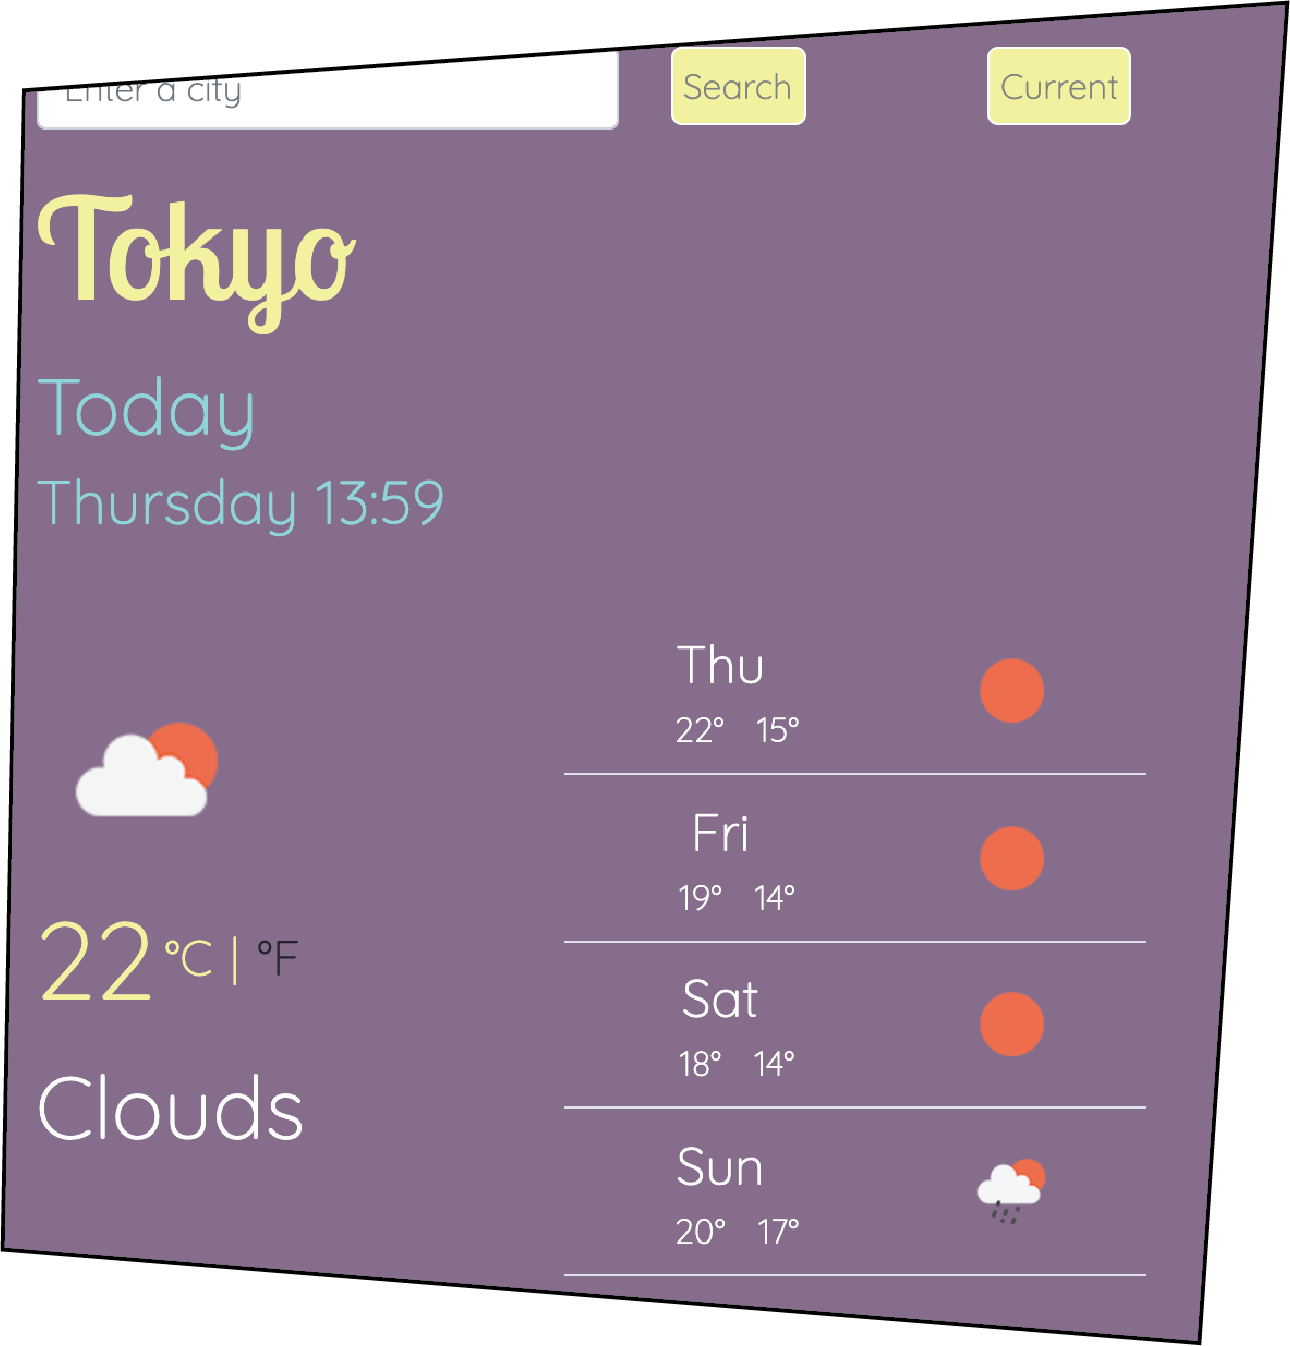 Enter a city
Search
Current
Tokyo
Today
Thursday 13:59
22 °C | °F
Clouds
Thu
22° 15°
Fri
19° 14°
Sat
18° 14°
Sun
20° 17°